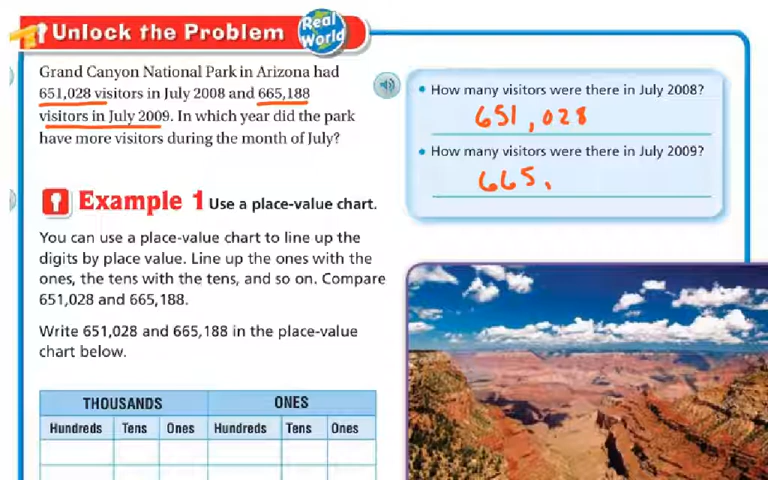 Unlock the Problem
Real
World
Grand Canyon National Park in Arizona had
651,028 visitors in July 2008 and 665,188
visitors in July 2009. In which year did the park
have more visitors during the month of July?
• How many visitors were there in July 2008?
651,028
• How many visitors were there in July 2009?
665,
Example 1 Use a place-value chart.
You can use a place-value chart to line up the
digits by place value. Line up the ones with the
ones, the tens with the tens, and so on. Compare
651,028 and 665,188.
Write 651,028 and 665,188 in the place-value
chart below.
THOUSANDS ONES
Hundreds Tens Ones Hundreds Tens Ones